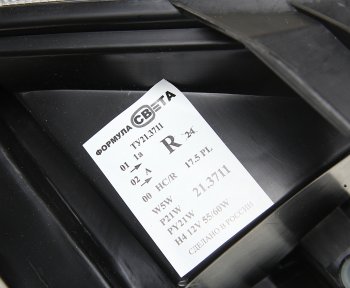 ФОРМУЛА СВЕТА
ТУ21.3711
01 1a R 24
02 A
00 HC/R 17.5 PL
W5W
P21W 21.3711
PY21W
H4 12V 55/60W
СДЕЛАНО В РОССИИ